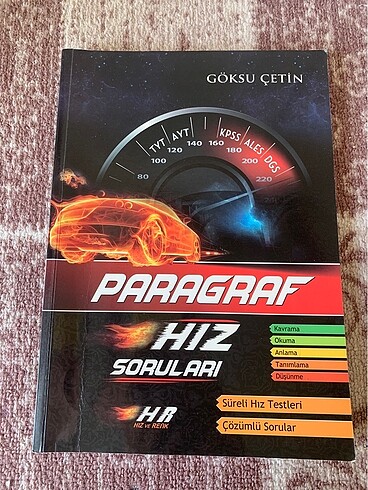 GÖKSU ÇETİN
TYT AYT KPSS ALES DGS
80 100 120 140 160 180 200 220
PARAGRAF
HIZ
SORULARI
Kavrama
Okuma
Anlama
Tanımlama
Düşünme
HR
HIZ VE RENK
Süreli Hız Testleri
Çözümlü Sorular